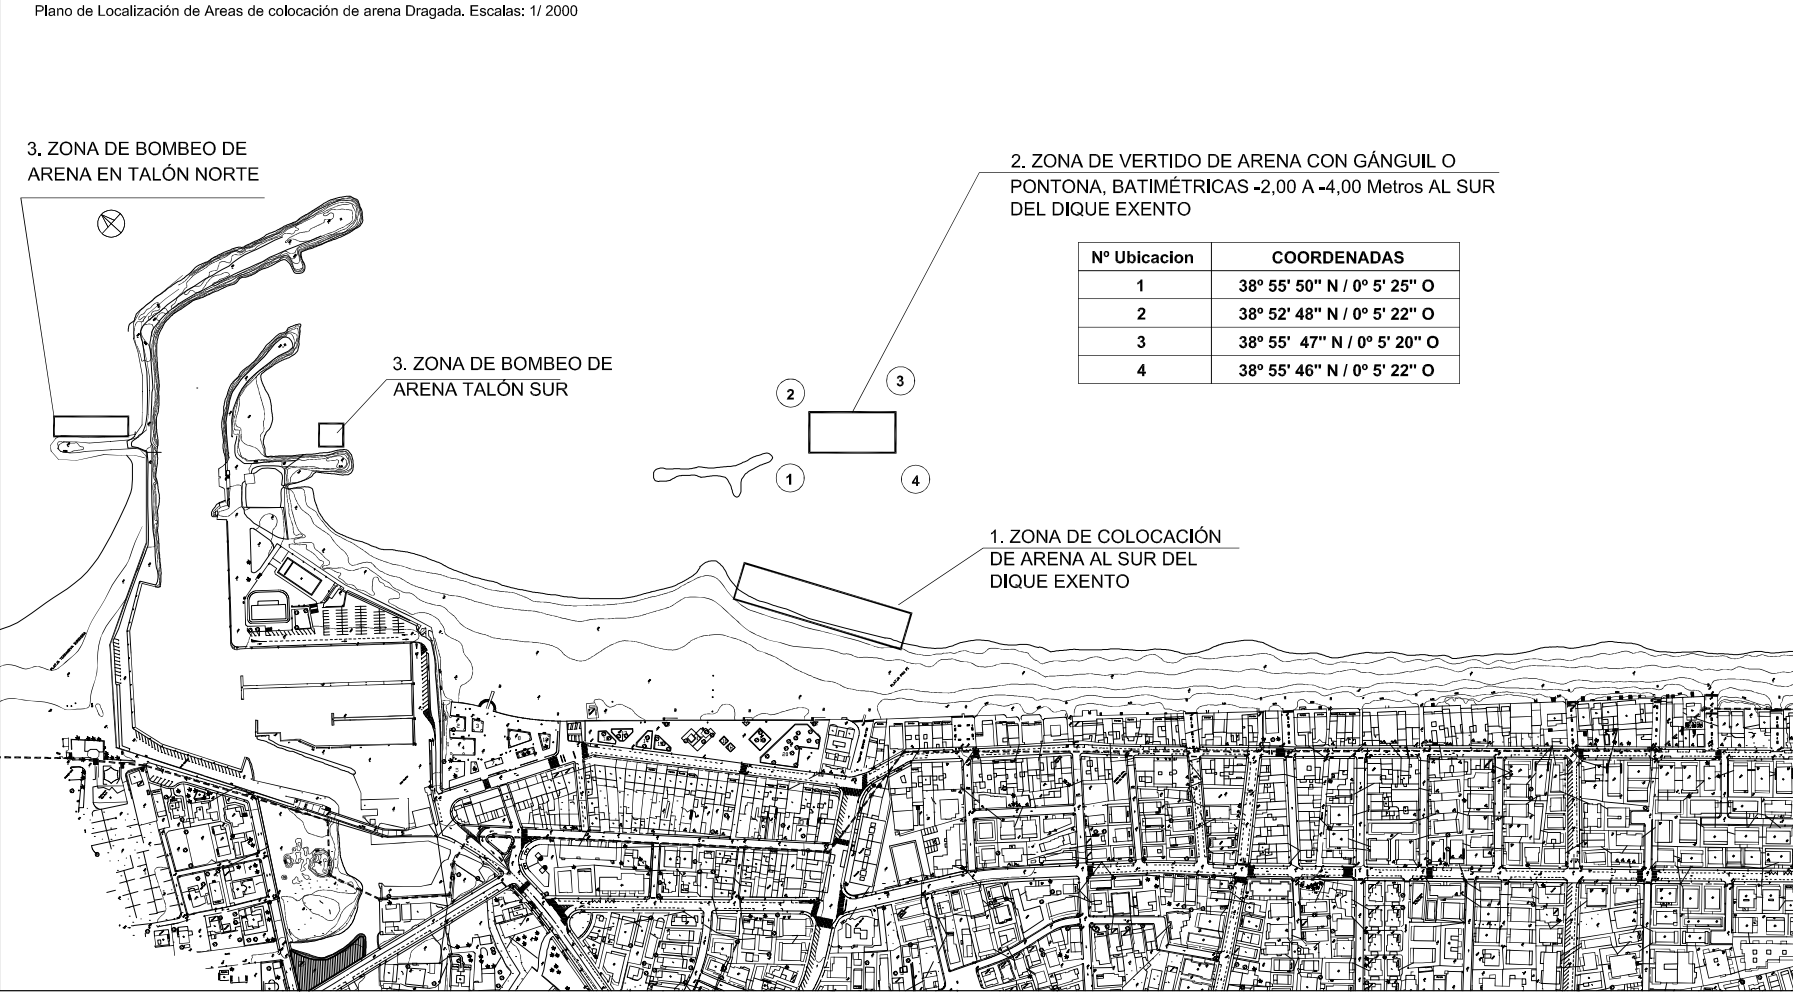 Plano de Localización de Areas de colocación de arena Dragada. Escalas: 1/ 2000
3. ZONA DE BOMBEO DE
ARENA EN TALÓN NORTE
2. ZONA DE VERTIDO DE ARENA CON GÁNGUIL O
PONTONA, BATIMÉTRICAS -2,00 A -4,00 Metros AL SUR
DEL DIQUE EXENTO
Nº Ubicacion COORDENADAS
1 38º 55' 50" N / 0º 5' 25" O
2 38º 52' 48" N / 0º 5' 22" O
3 38º 55' 47" N / 0º 5' 20" O
4 38º 55' 46" N / 0º 5' 22" O
3. ZONA DE BOMBEO DE
ARENA TALÓN SUR
2
3
1
4
1. ZONA DE COLOCACIÓN
DE ARENA AL SUR DEL
DIQUE EXENTO